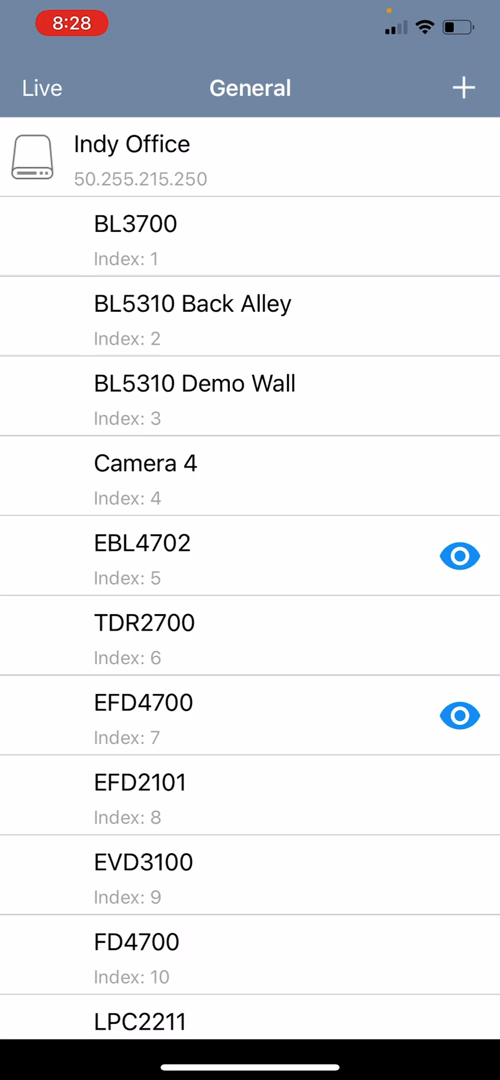 8:28
Live
General
Indy Office
50.255.215.250
BL3700
Index: 1
BL5310 Back Alley
Index: 2
BL5310 Demo Wall
Index: 3
Camera 4
Index: 4
EBL4702
Index: 5
TDR2700
Index: 6
EFD4700
Index: 7
EFD2101
Index: 8
EVD3100
Index: 9
FD4700
Index: 10
LPC2211